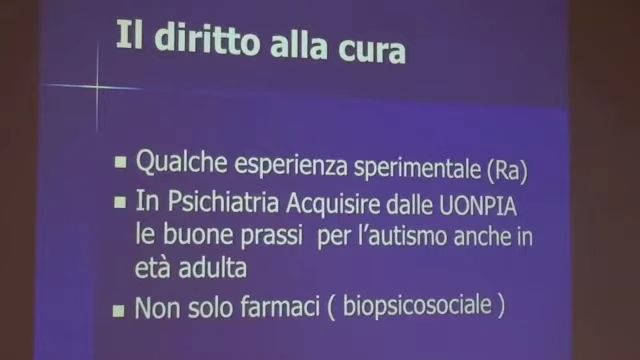 Il diritto alla cura
■ Qualche esperienza sperimentale (Ra)
■ In Psichiatria Acquisire dalle UONPIA
le buone prassi per l'autismo anche in
età adulta
■ Non solo farmaci ( biopsicosociale )